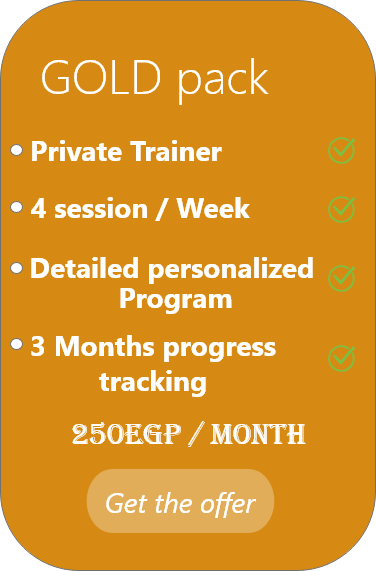 GOLD pack
Private Trainer
4 session / Week
Detailed personalized
Program
3 Months progress
tracking
250EGP / MONTH
Get the offer